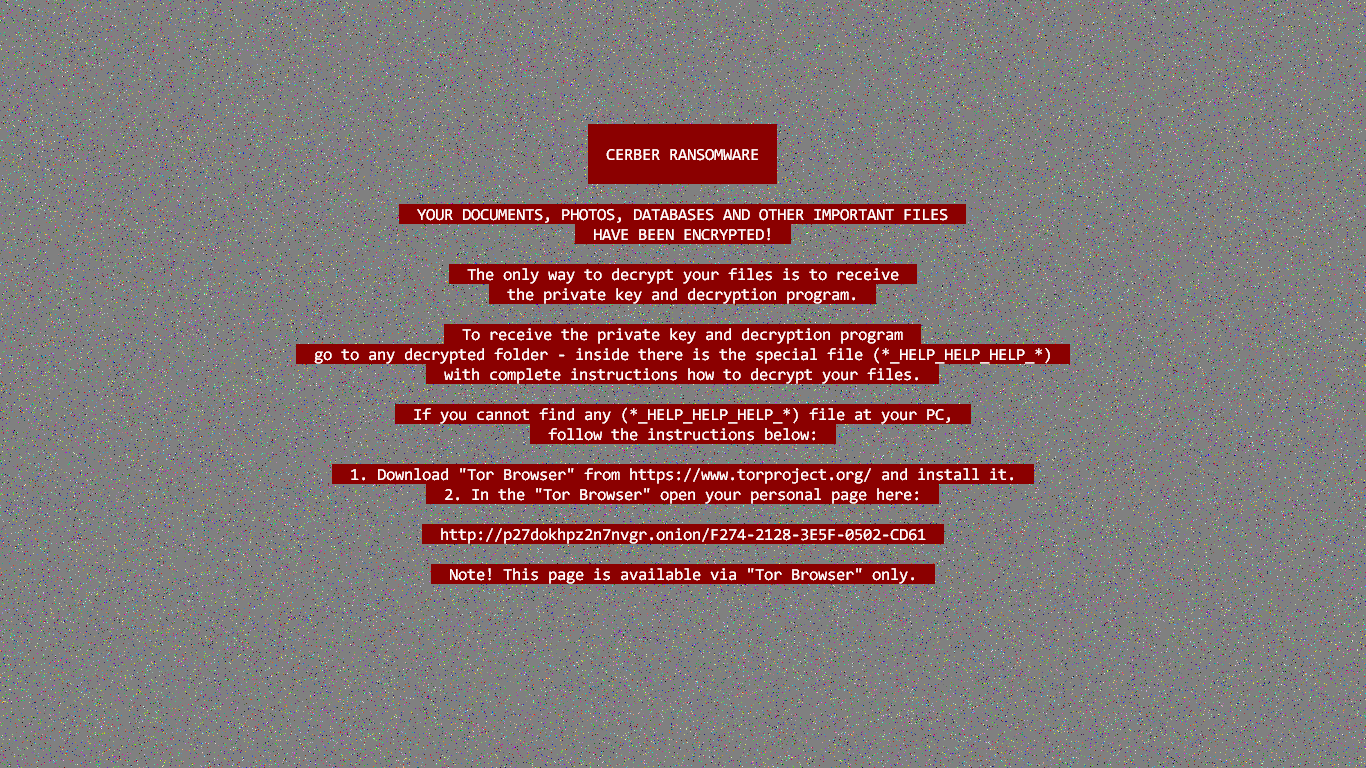 CERBER RANSOMWARE
YOUR DOCUMENTS, PHOTOS, DATABASES AND OTHER IMPORTANT FILES
HAVE BEEN ENCRYPTED!
The only way to decrypt your files is to receive
the private key and decryption program.
To receive the private key and decryption program
go to any decrypted folder - inside there is the special file (*_HELP_HELP_HELP_*)
with complete instructions how to decrypt your files.
If you cannot find any (*_HELP_HELP_HELP_*) file at your PC,
follow the instructions below:
1. Download "Tor Browser" from https://www.torproject.org/ and install it.
2. In the "Tor Browser" open your personal page here:
http://p27dokhpz2n7nvgr.onion/F274-2128-3E5F-0502-CD61
Note! This page is available via "Tor Browser" only.